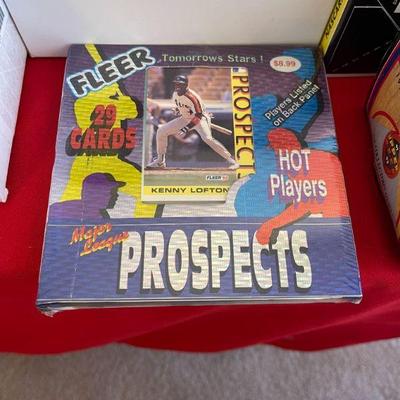 FLEER
Tomorrows Stars !
$8.99
Players Listed
on Back Panel
29
CARDS
PROSPECT
FLEER
KENNY LOFTON
HOT
Players
Major
League
PROSPECTS